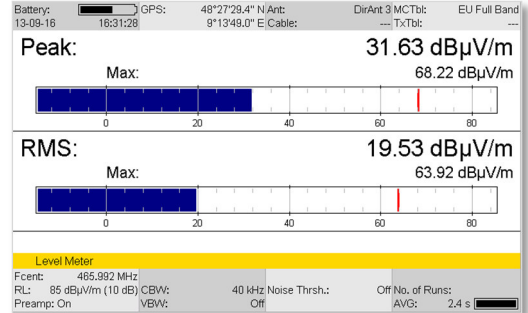 Battery: GPS: 48°27'29.4" N Ant: DirAnt 3 MCTbl: EU Full Band
13-09-16 16:31:28 9°13'49.0" E Cable: --- TxTbl: ---
Peak: 31.63 dBµV/m
Max: 68.22 dBµV/m
0 20 40 60 80
RMS: 19.53 dBµV/m
Max: 63.92 dBµV/m
0 20 40 60 80
Level Meter
Fcent: 465.992 MHz
RL: 85 dBµV/m (10 dB) CBW: 40 kHz Noise Thrsh.: Off No. of Runs:
Preamp: On VBW: Off AVG: 2.4 s